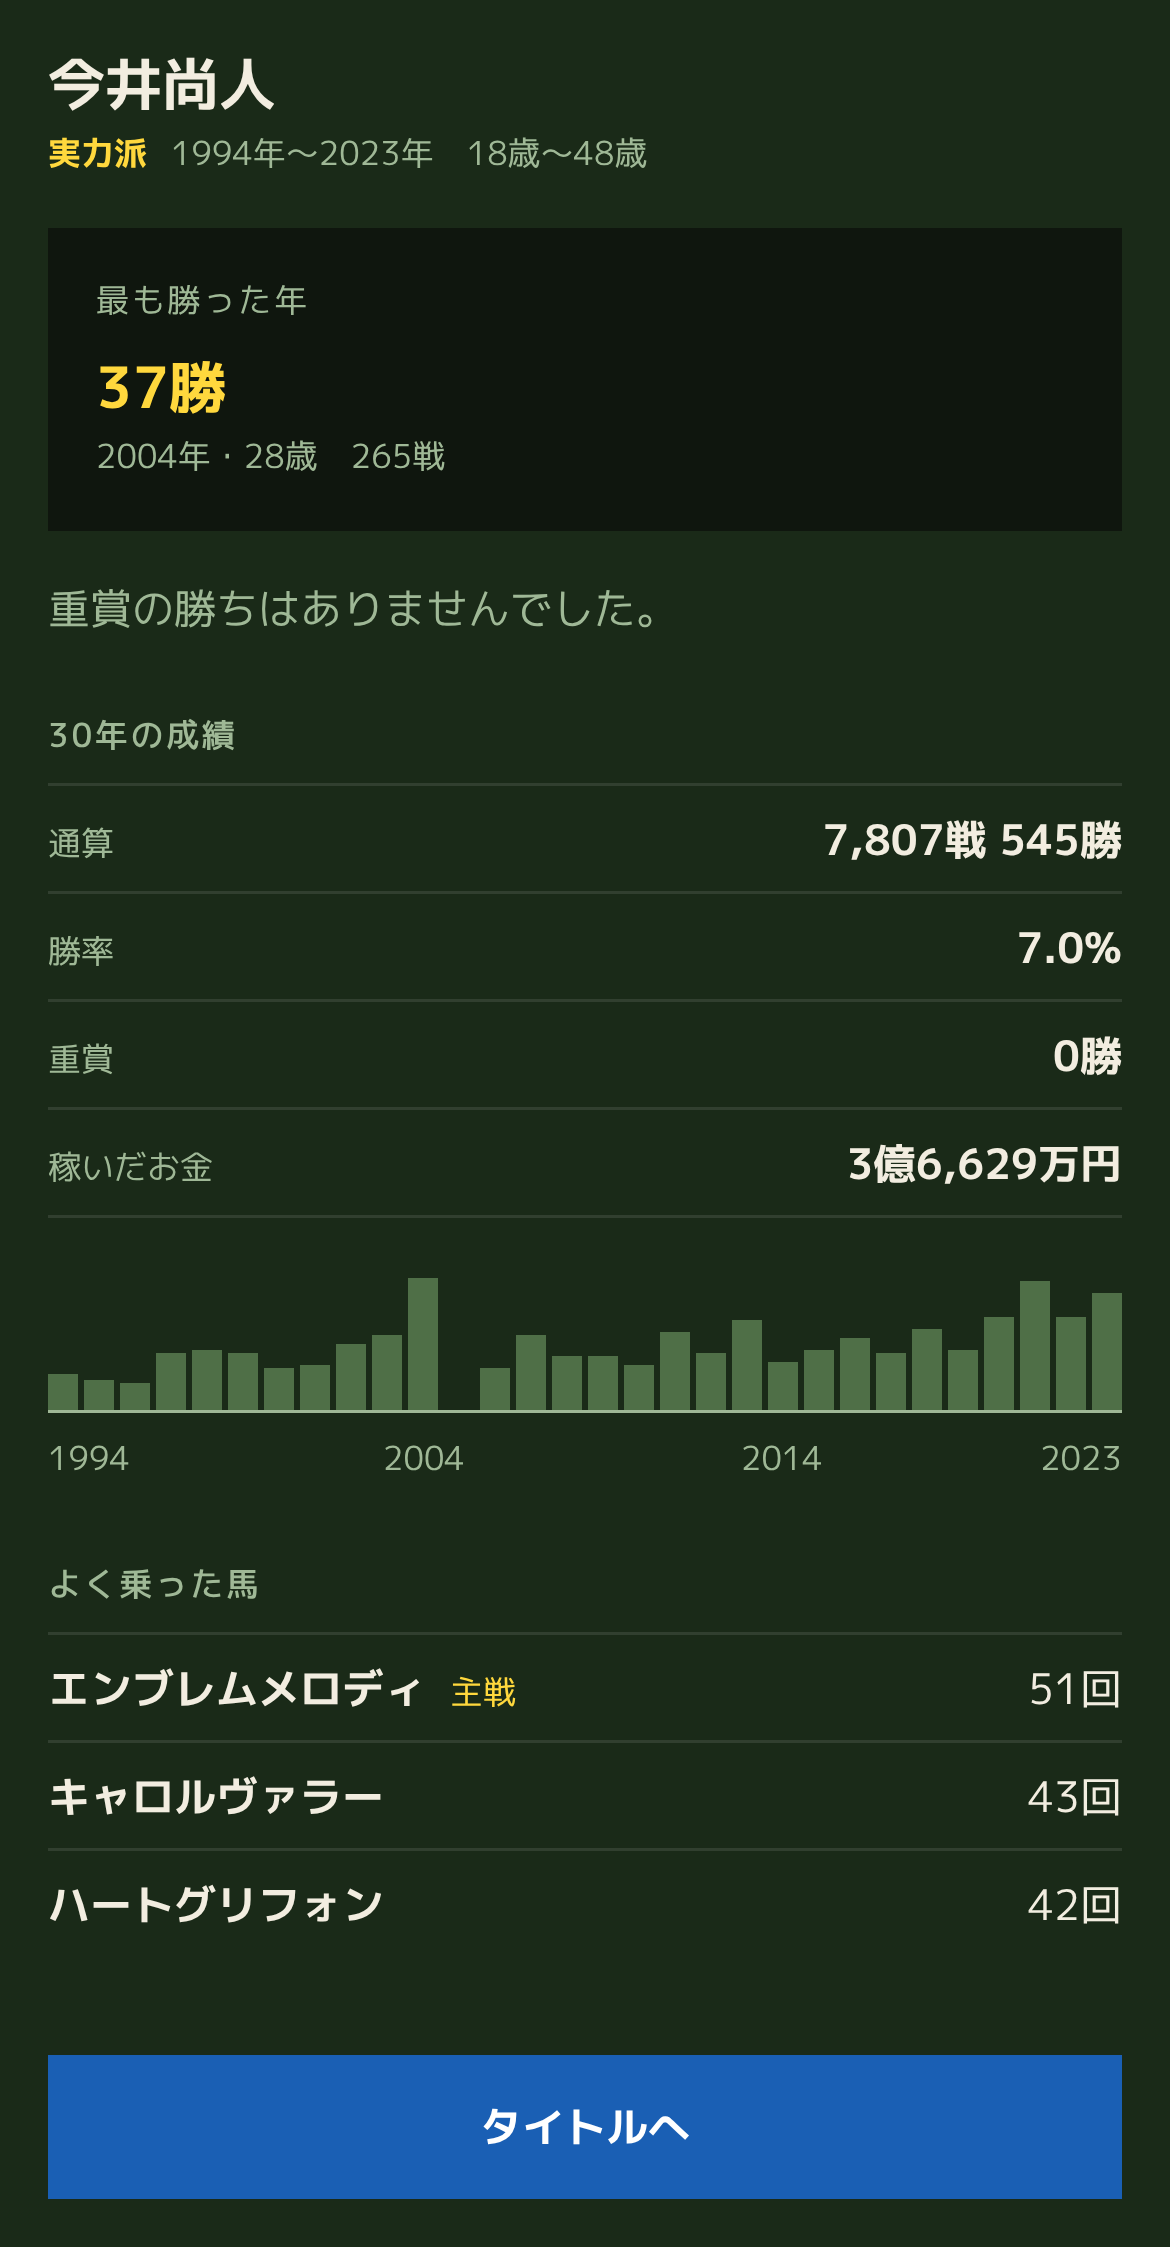 今井尚人
実力派 1994年〜2023年 18歳〜48歳
最も勝った年
37勝
2004年・28歳 265戦
重賞の勝ちはありませんでした。
30年の成績
通算 7,807戦 545勝
勝率 7.0%
重賞 0勝
稼いだお金 3億6,629万円
1994 2004 2014 2023
よく乗った馬
エンブレムメロディ 主戦 51回
キャロルヴァラー 43回
ハートグリフォン 42回
タイトルへ